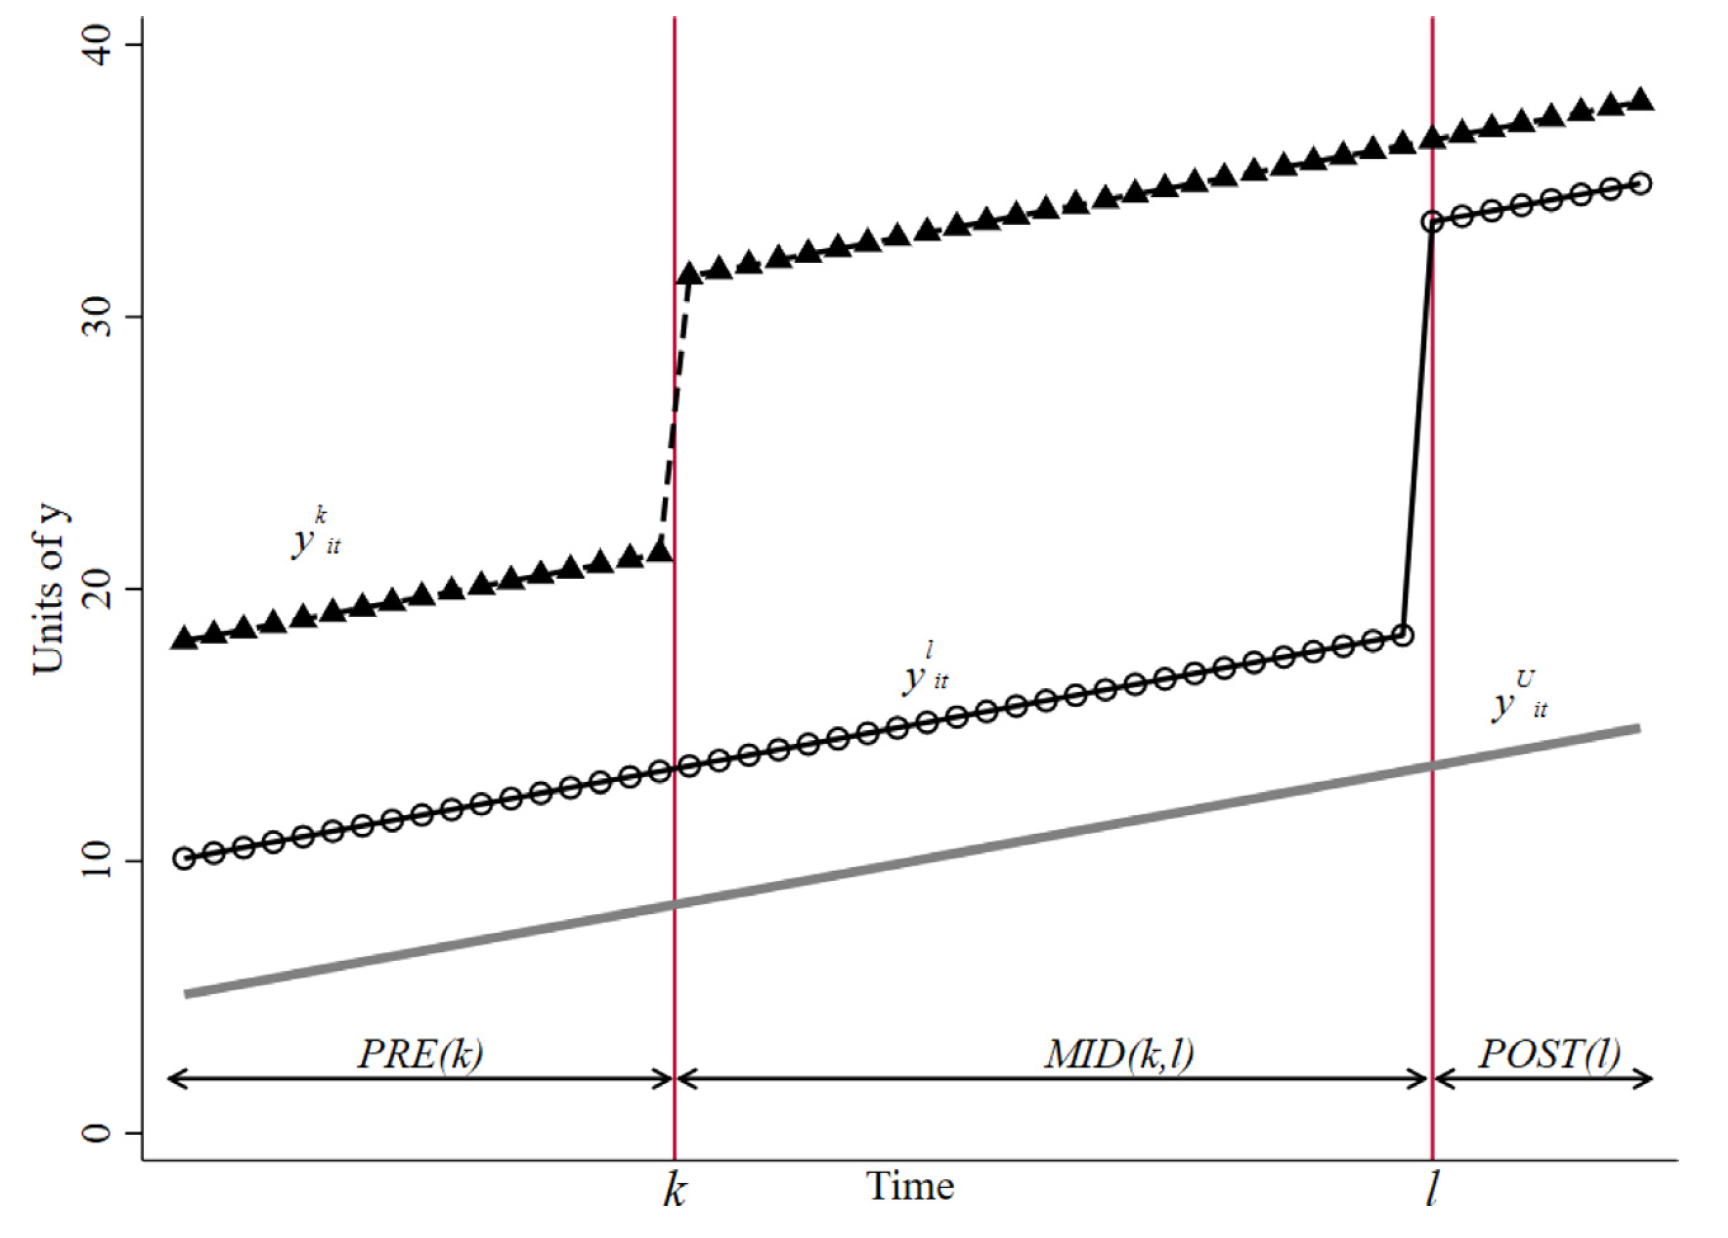 40
30
20
10
0
Units of y
y^k_it
y^l_it
y^U_it
PRE(k)
MID(k,l)
POST(l)
k
Time
l